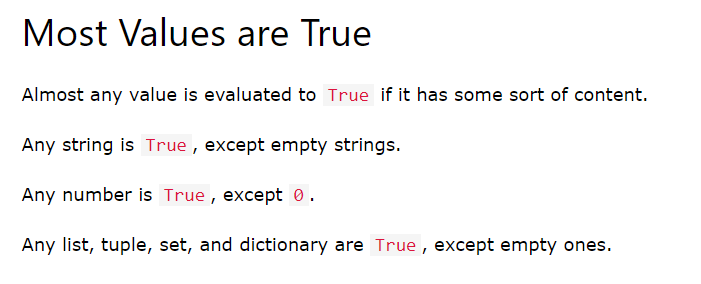 Most Values are True
Almost any value is evaluated to True if it has some sort of content.
Any string is True, except empty strings.
Any number is True, except 0.
Any list, tuple, set, and dictionary are True, except empty ones.